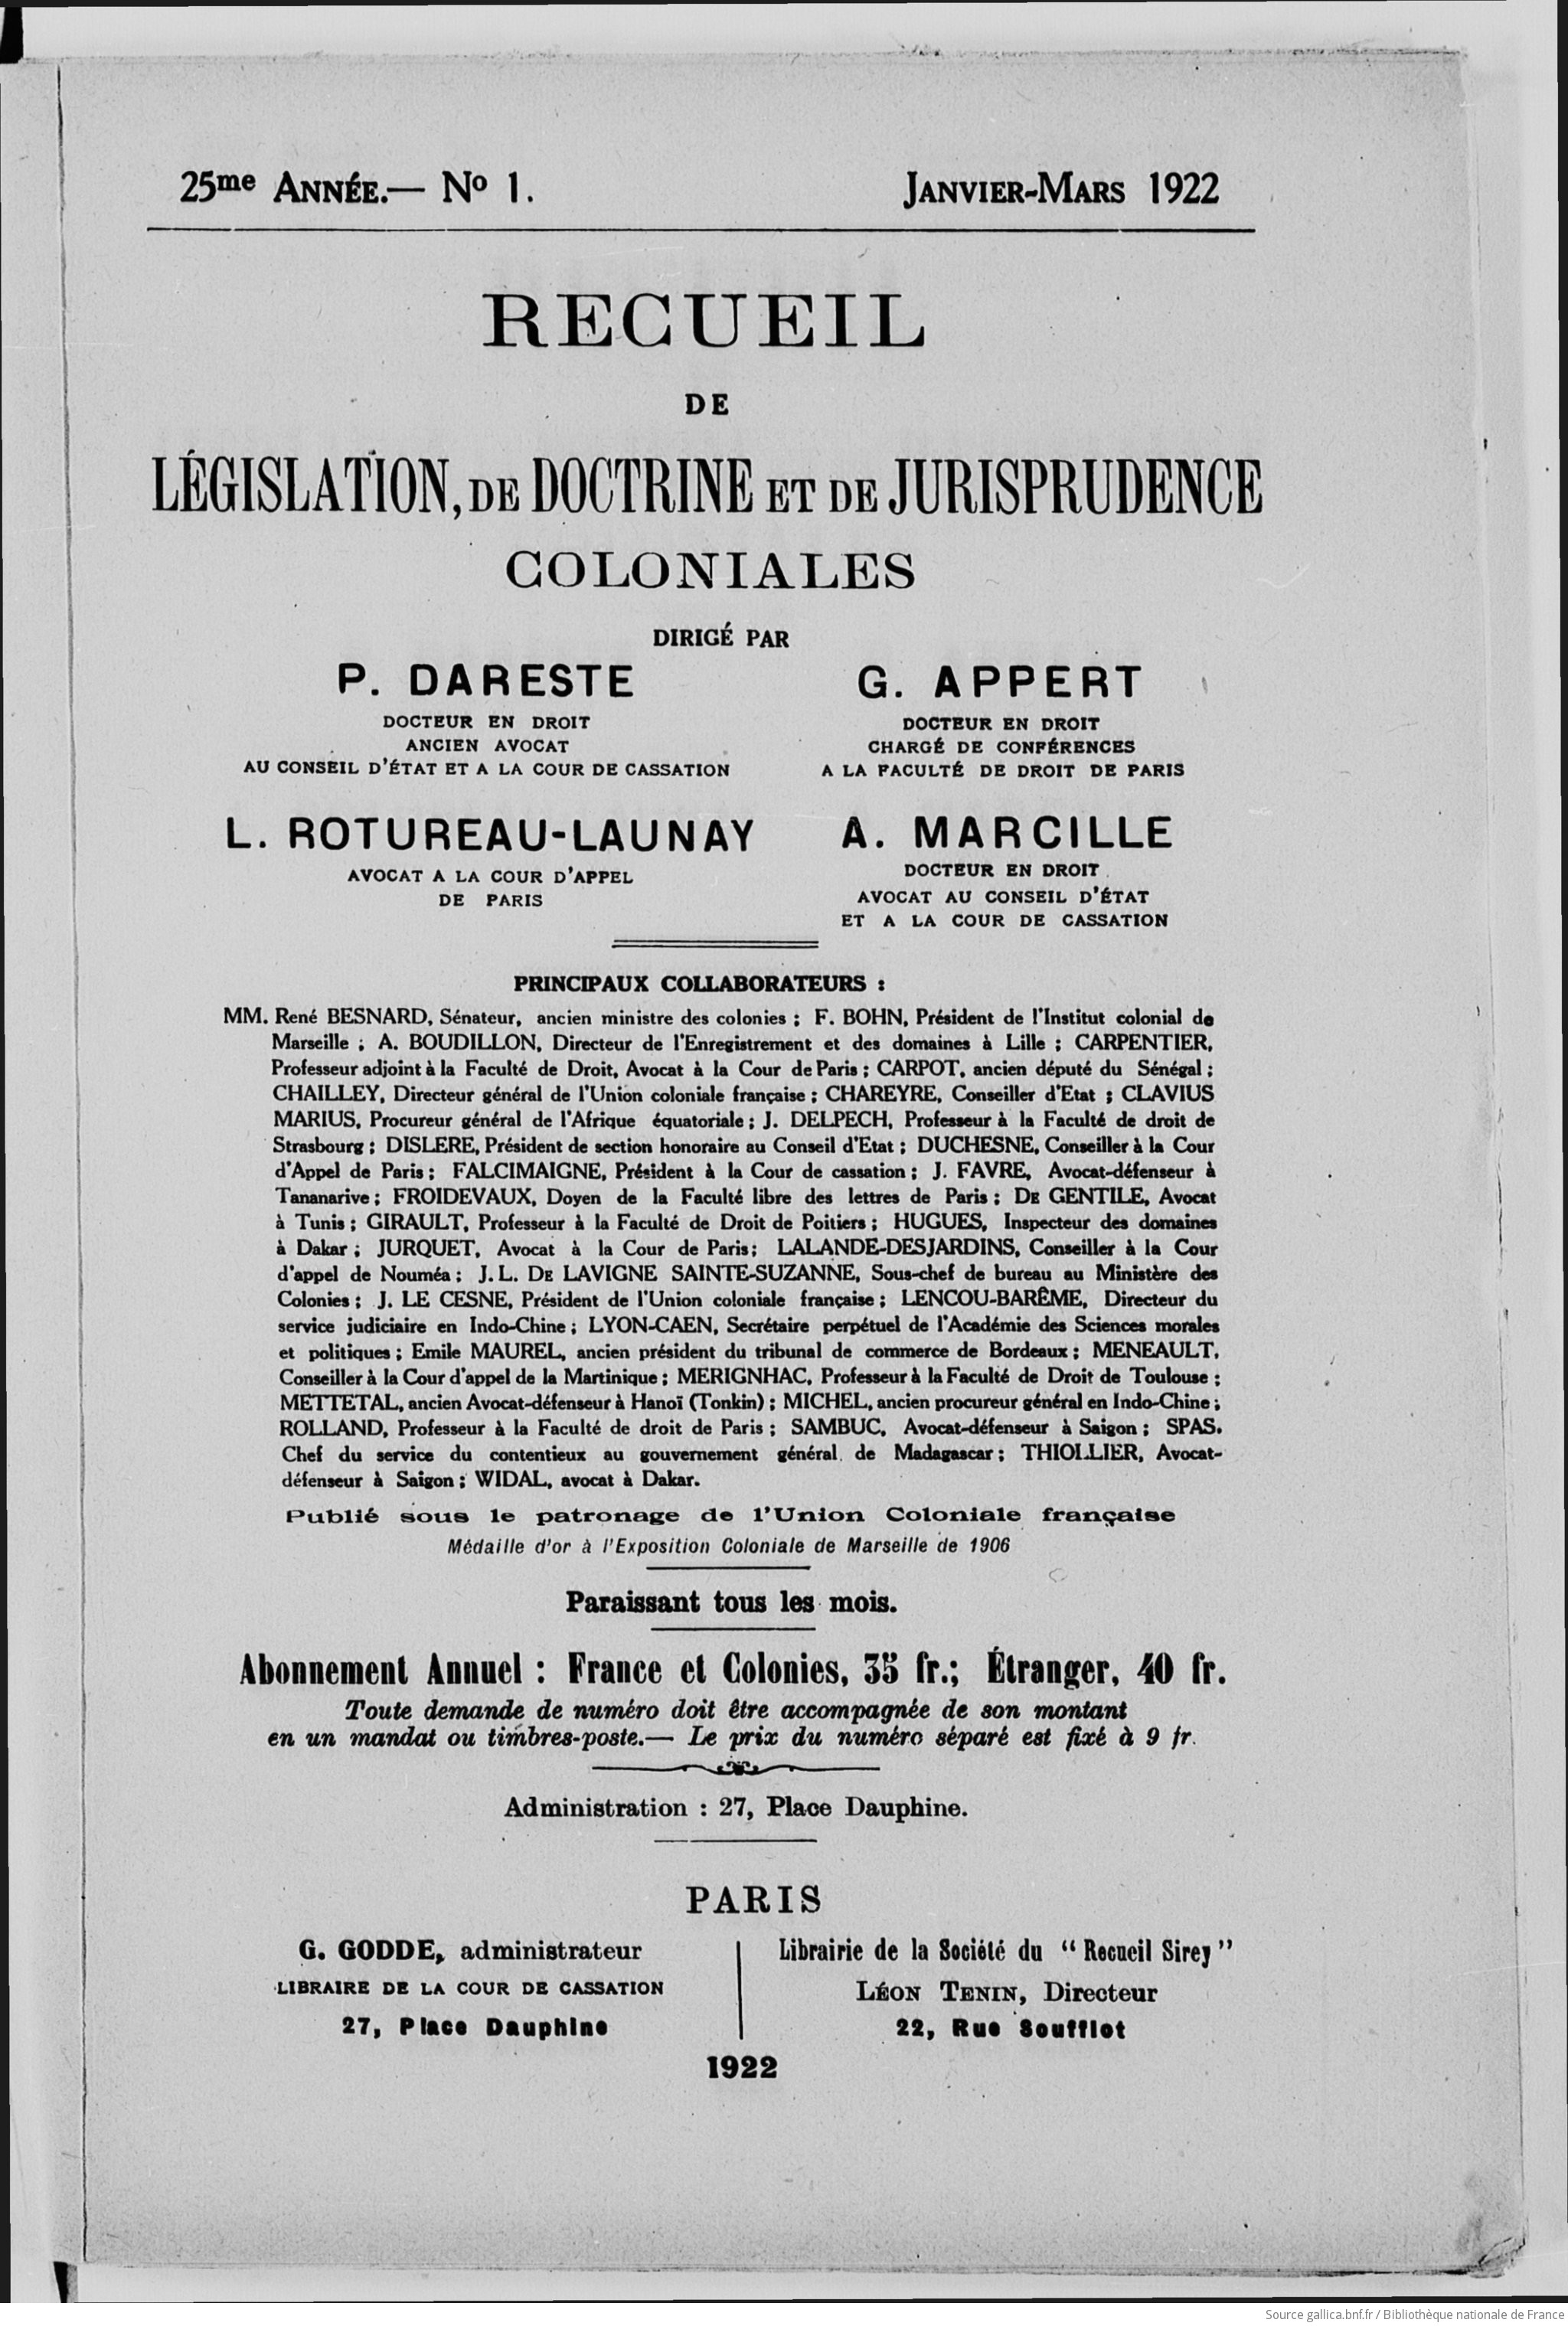 25me ANNÉE.— No 1.
JANVIER-MARS 1922
RECUEIL
DE
LÉGISLATION, DE DOCTRINE ET DE JURISPRUDENCE
COLONIALES
DIRIGÉ PAR
P. DARESTE
DOCTEUR EN DROIT
ANCIEN AVOCAT
AU CONSEIL D'ÉTAT ET A LA COUR DE CASSATION
G. APPERT
DOCTEUR EN DROIT
CHARGÉ DE CONFÉRENCES
A LA FACULTÉ DE DROIT DE PARIS
L. ROTUREAU-LAUNAY
AVOCAT A LA COUR D'APPEL
DE PARIS
A. MARCILLE
DOCTEUR EN DROIT
AVOCAT AU CONSEIL D'ÉTAT
ET A LA COUR DE CASSATION
PRINCIPAUX COLLABORATEURS :
MM. René BESNARD, Sénateur, ancien ministre des colonies ; F. BOHN, Président de l'Institut colonial de
Marseille ; A. BOUDILLON, Directeur de l'Enregistrement et des domaines à Lille ; CARPENTIER,
Professeur adjoint à la Faculté de Droit, Avocat à la Cour de Paris ; CARPOT, ancien député du Sénégal ;
CHAILLEY, Directeur général de l'Union coloniale française ; CHAREYRE, Conseiller d'Etat ; CLAVIUS
MARIUS, Procureur général de l'Afrique équatoriale ; J. DELPECH, Professeur à la Faculté de droit de
Strasbourg ; DISLERE, Président de section honoraire au Conseil d'Etat ; DUCHESNE, Conseiller à la Cour
d'Appel de Paris ; FALCIMAIGNE, Président à la Cour de cassation ; J. FAVRE, Avocat-défenseur à
Tananarive ; FROIDEVAUX, Doyen de la Faculté libre des lettres de Paris ; DE GENTILE, Avocat
à Tunis ; GIRAULT, Professeur à la Faculté de Droit de Poitiers ; HUGUES, Inspecteur des domaines
à Dakar ; JURQUET, Avocat à la Cour de Paris ; LALANDE-DESJARDINS, Conseiller à la Cour
d'appel de Nouméa ; J. L. DE LAVIGNE SAINTE-SUZANNE, Sous-chef de bureau au Ministère des
Colonies ; J. LE CESNE, Président de l'Union coloniale française ; LENCOU-BARÊME, Directeur du
service judiciaire en Indo-Chine ; LYON-CAEN, Secrétaire perpétuel de l'Académie des Sciences morales
et politiques ; Emile MAUREL, ancien président du tribunal de commerce de Bordeaux ; MENEAULT,
Conseiller à la Cour d'appel de la Martinique ; MERIGNHAC, Professeur à la Faculté de Droit de Toulouse ;
METTETAL, ancien Avocat-défenseur à Hanoï (Tonkin) ; MICHEL, ancien procureur général en Indo-Chine ;
ROLLAND, Professeur à la Faculté de droit de Paris ; SAMBUC, Avocat-défenseur à Saigon ; SPAS,
Chef du service du contentieux au gouvernement général de Madagascar ; THIOLLIER, Avocat-
défenseur à Saigon ; WIDAL, avocat à Dakar.
Publié sous le patronage de l'Union Coloniale française
Médaille d'or à l'Exposition Coloniale de Marseille de 1906
Paraissant tous les mois.
Abonnement Annuel : France et Colonies, 35 fr.; Étranger, 40 fr.
Toute demande de numéro doit être accompagnée de son montant
en un mandat ou timbres-poste.— Le prix du numéro séparé est fixé à 9 fr.
Administration : 27, Place Dauphine.
PARIS
G. GODDE, administrateur
LIBRAIRE DE LA COUR DE CASSATION
27, Place Dauphine
Librairie de la Société du “ Recueil Sirey ”
LÉON TENIN, Directeur
22, Rue Soufflot
1922
Source gallica.bnf.fr / Bibliothèque nationale de France